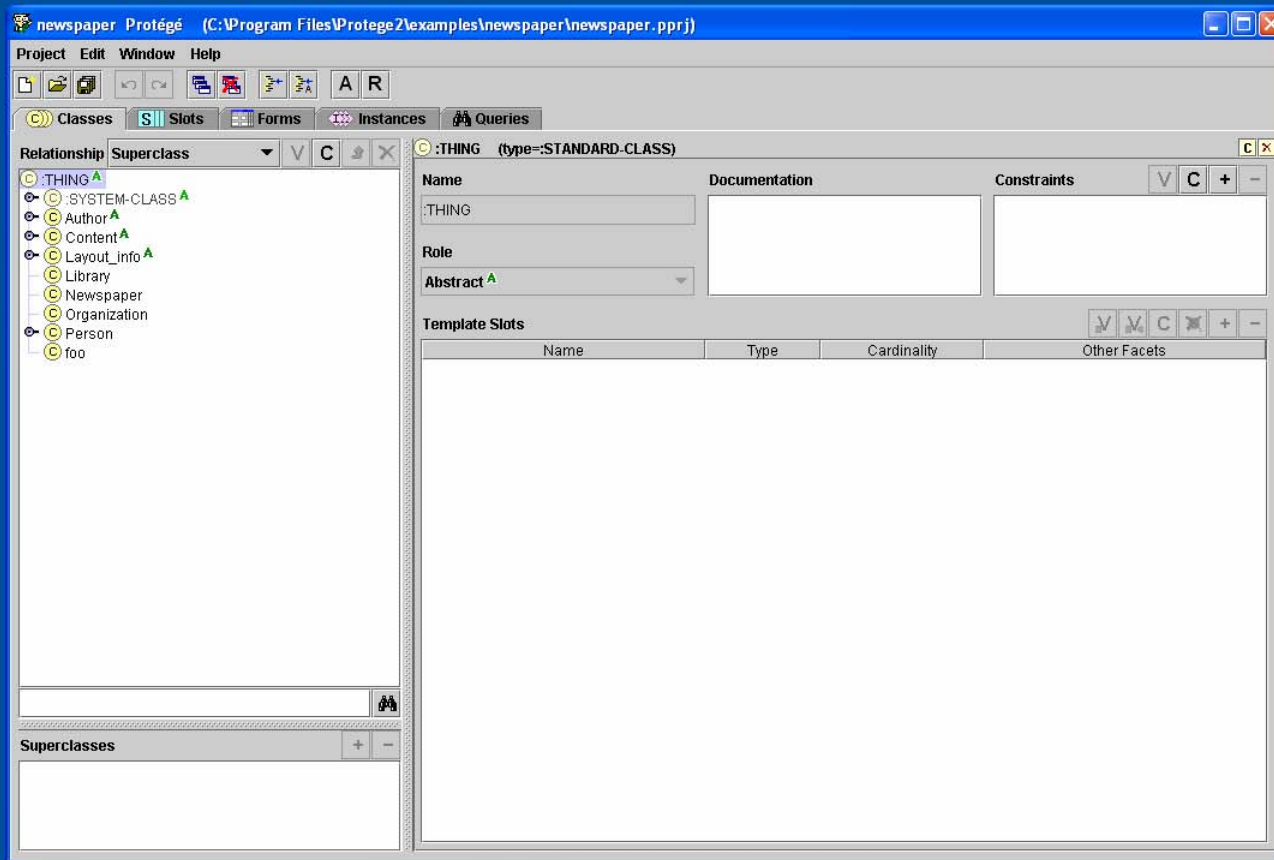 newspaper Protégé (C:\Program Files\Protege2\examples\newspaper\newspaper.pprj)
Project Edit Window Help
A R
C Classes S Slots Forms I Instances Queries
Relationship Superclass V C
C :THING A
C :SYSTEM-CLASS A
C Author A
C Content A
C Layout_info A
C Library
C Newspaper
C Organization
C Person
C foo
Superclasses + −
C :THING (type=:STANDARD-CLASS) C ×
Name Documentation Constraints V C + −
:THING
Role
Abstract A
Template Slots V V C + −
Name Type Cardinality Other Facets